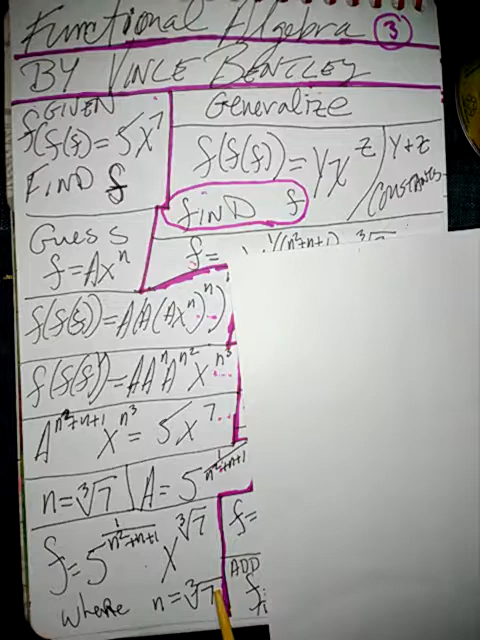 Functional Algebra 3
BY VINCE BENTLEY
GIVEN
f(f(f)) = 5x^7
FIND f
Generalize
f(f(f)) = Yx^Z / Y + Z
CONSTANTS
FIND f
Guess
f = Ax^n
f =
f(f(f)) = A(A(Ax^n)^n)^n
f(f(f)) = AA^nA^n^2 x^n^3
A^n^2+n+1 x^n^3 = 5x^7
n = ∛7 | A = 5^1/n^2+n+1
f = 5^1/n^2+n+1 x^∛7
where n = ∛7
f =
ADD